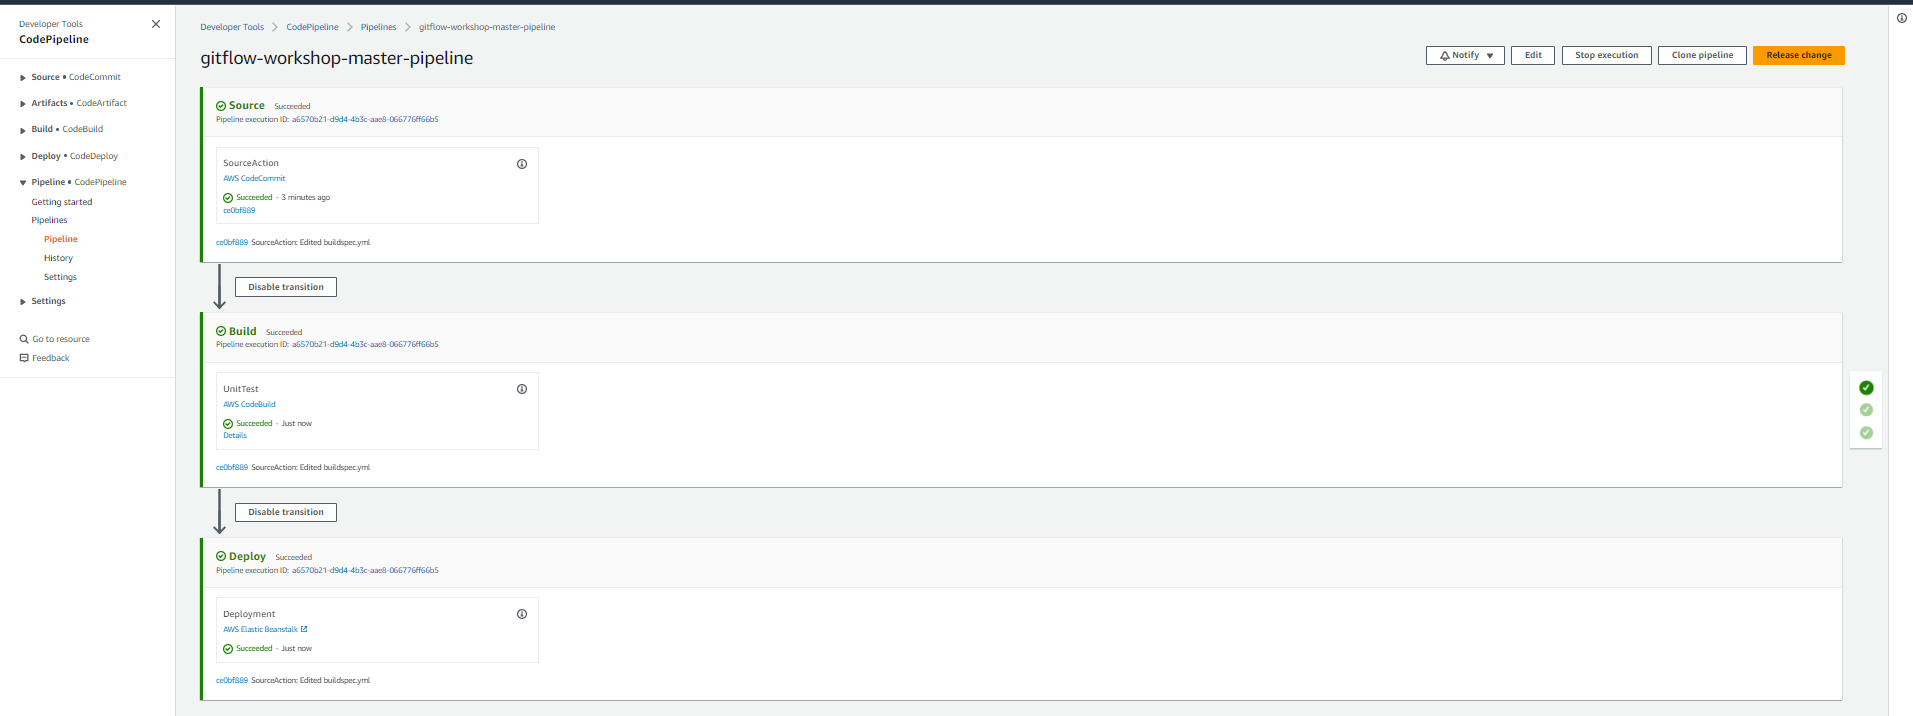 Developer Tools
CodePipeline
Source • CodeCommit
Artifacts • CodeArtifact
Build • CodeBuild
Deploy • CodeDeploy
Pipeline • CodePipeline
Getting started
Pipelines
Pipeline
History
Settings
Settings
Go to resource
Feedback
Developer Tools CodePipeline Pipelines gitflow-workshop-master-pipeline
gitflow-workshop-master-pipeline
Notify Edit Stop execution Clone pipeline Release change
Source Succeeded
Pipeline execution ID: a6570b21-d9d4-4b3c-aae8-066776ff66b5
SourceAction
AWS CodeCommit
Succeeded - 3 minutes ago
ce0bf889
ce0bf889 SourceAction: Edited buildspec.yml
Disable transition
Build Succeeded
Pipeline execution ID: a6570b21-d9d4-4b3c-aae8-066776ff66b5
UnitTest
AWS CodeBuild
Succeeded - Just now
Details
ce0bf889 SourceAction: Edited buildspec.yml
Disable transition
Deploy Succeeded
Pipeline execution ID: a6570b21-d9d4-4b3c-aae8-066776ff66b5
Deployment
AWS Elastic Beanstalk
Succeeded - Just now
ce0bf889 SourceAction: Edited buildspec.yml